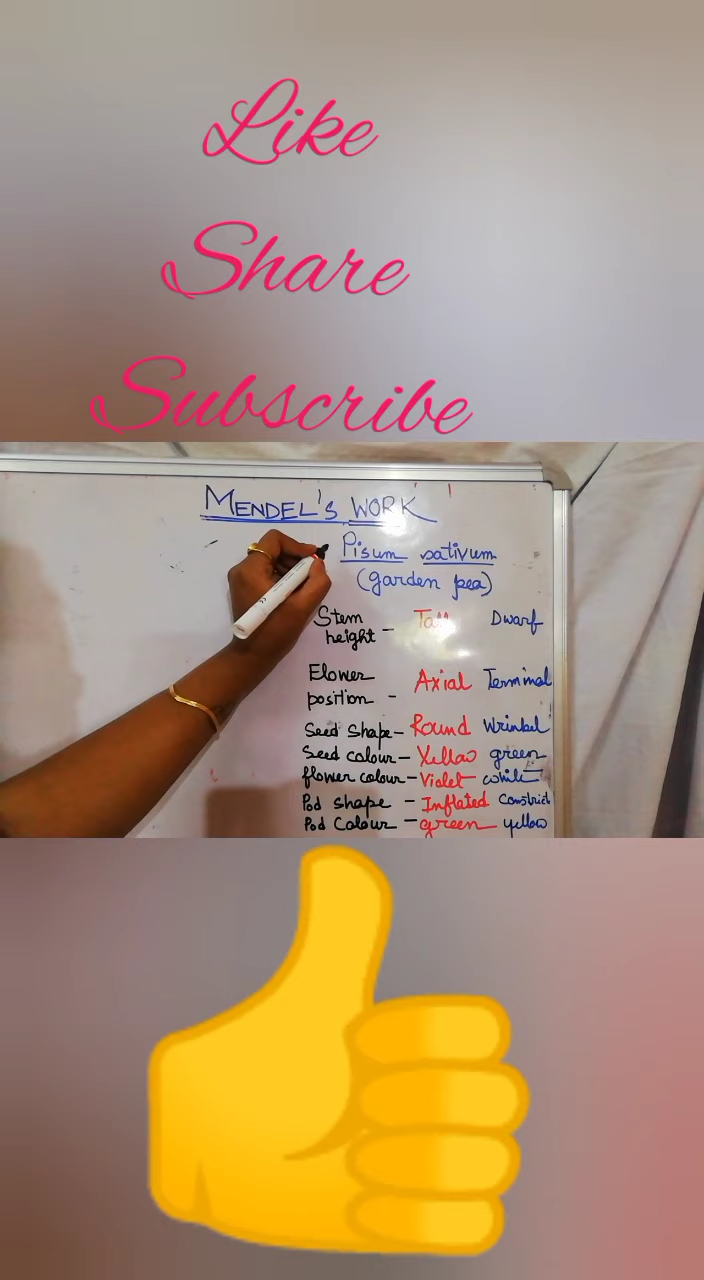 Like
Share
Subscribe
MENDEL'S WORK
Pisum sativum
(garden pea)
Stem height – Tall Dwarf
Flower position – Axial Terminal
Seed shape – Round Wrinkel
Seed colour – Yellow green
flower colour – Violet white
Pod shape – Inflated Constrict
Pod Colour – green yellow